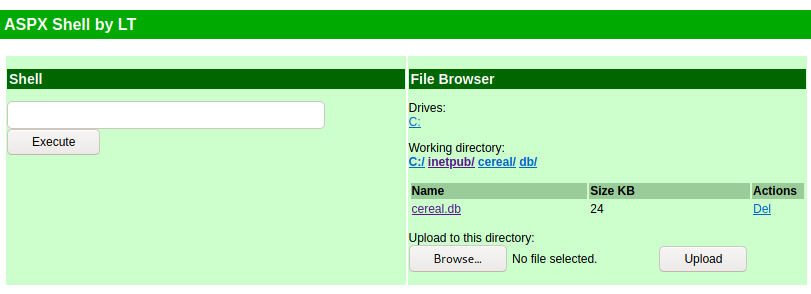 ASPX Shell by LT
Shell
Execute
File Browser
Drives:
C:
Working directory:
C:/ inetpub/ cereal/ db/
Name Size KB Actions
cereal.db 24 Del
Upload to this directory:
Browse... No file selected. Upload